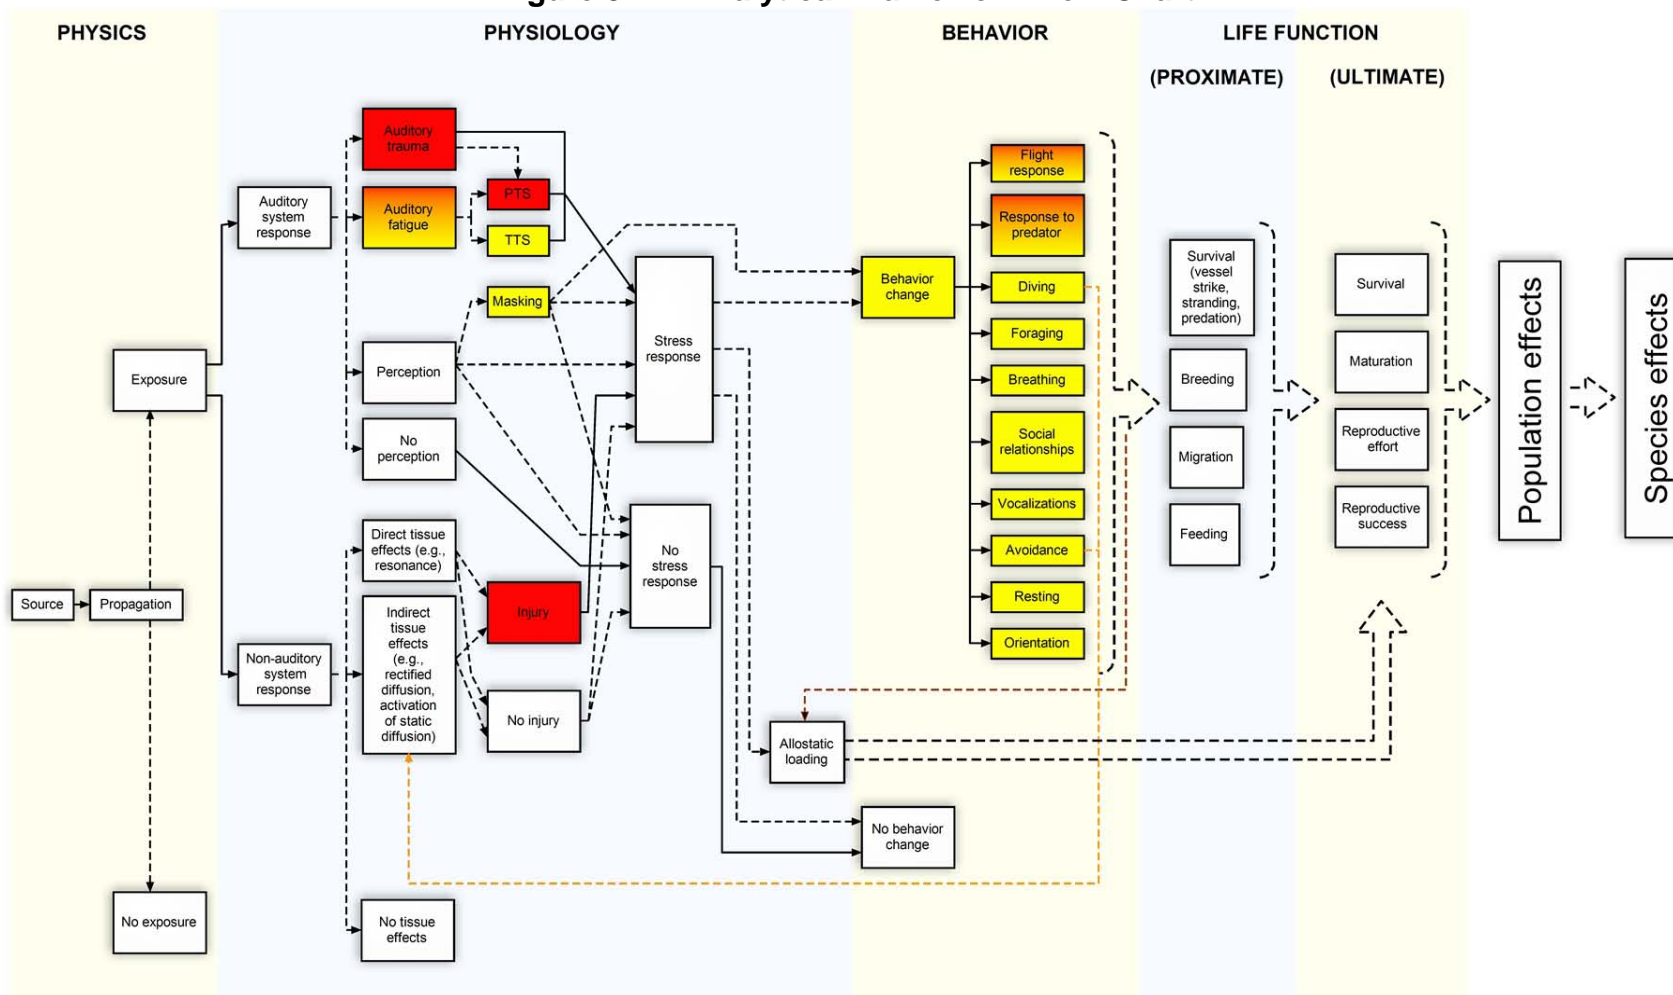 PHYSICS
PHYSIOLOGY
BEHAVIOR
LIFE FUNCTION
(PROXIMATE)
(ULTIMATE)
Source
Propagation
Exposure
No exposure
Auditory
system
response
Non-auditory
system
response
Auditory
trauma
Auditory
fatigue
PTS
TTS
Masking
Perception
No
perception
Direct tissue
effects (e.g.,
resonance)
Indirect
tissue
effects
(e.g.,
rectified
diffusion,
activation
of static
diffusion)
No tissue
effects
Injury
No injury
Stress
response
No
stress
response
Allostatic
loading
Behavior
change
No behavior
change
Flight
response
Response to
predator
Diving
Foraging
Breathing
Social
relationships
Vocalizations
Avoidance
Resting
Orientation
Survival
(vessel
strike,
stranding,
predation)
Breeding
Migration
Feeding
Survival
Maturation
Reproductive
effort
Reproductive
success
Population effects
Species effects